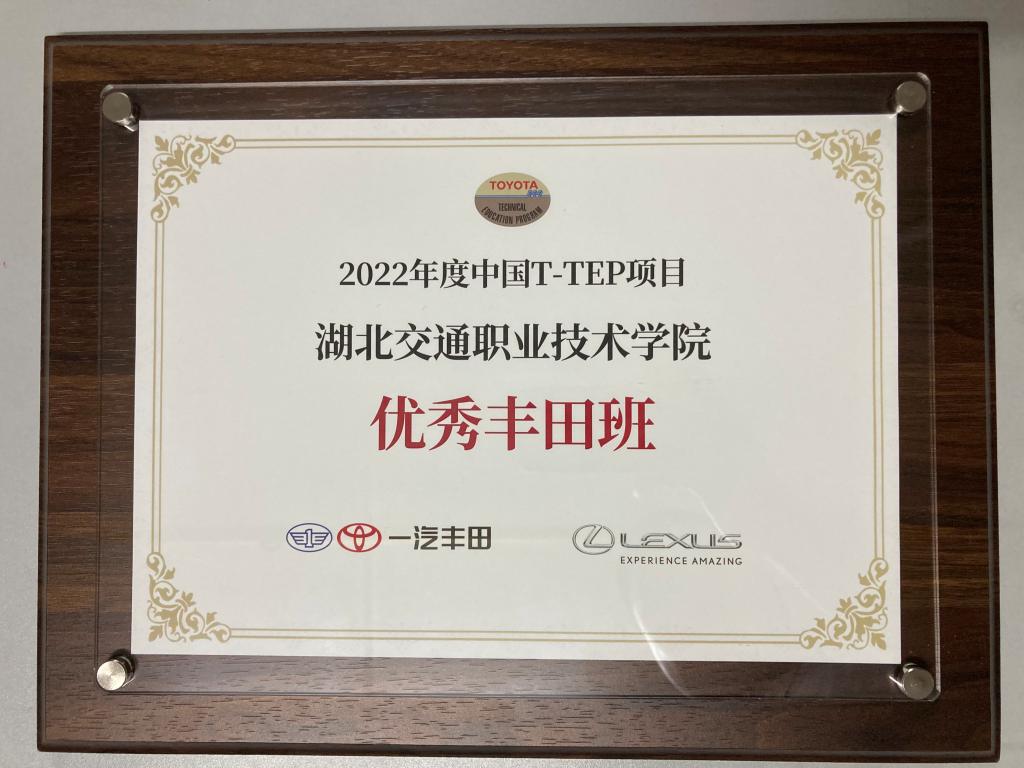 TOYOTA
TECHNICAL
EDUCATION PROGRAM
2022年度中国T-TEP项目
湖北交通职业技术学院
优秀丰田班
一汽丰田
LEXUS
EXPERIENCE AMAZING